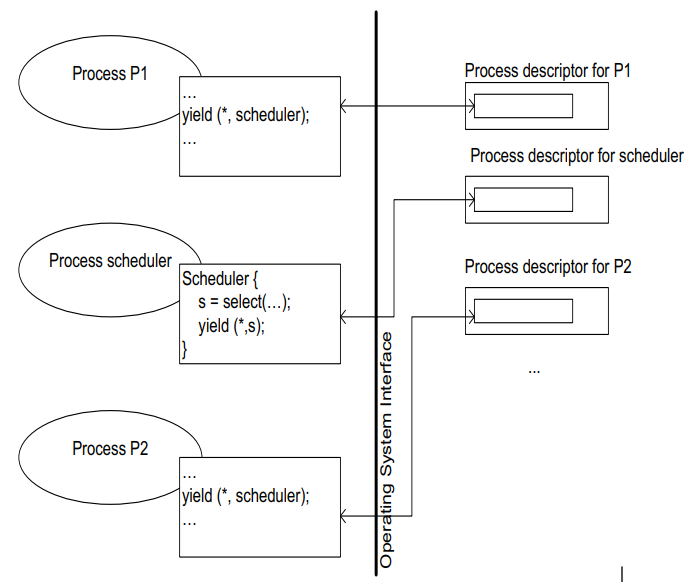 Process P1
...
yield (*, scheduler);
...
Process descriptor for P1
Process descriptor for scheduler
Process scheduler
Scheduler {
s = select(...);
yield (*,s);
}
Process descriptor for P2
...
Operating System Interface
Process P2
...
yield (*, scheduler);
...